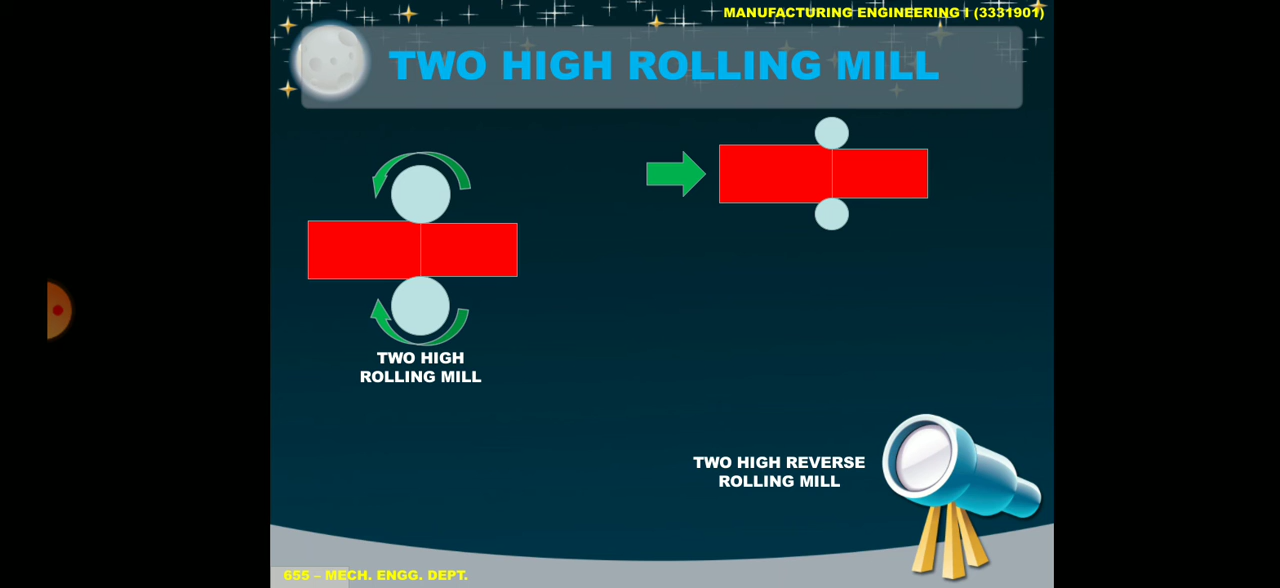 MANUFACTURING ENGINEERING I (3331901)
TWO HIGH ROLLING MILL
TWO HIGH
ROLLING MILL
TWO HIGH REVERSE
ROLLING MILL
655 – MECH. ENGG. DEPT.